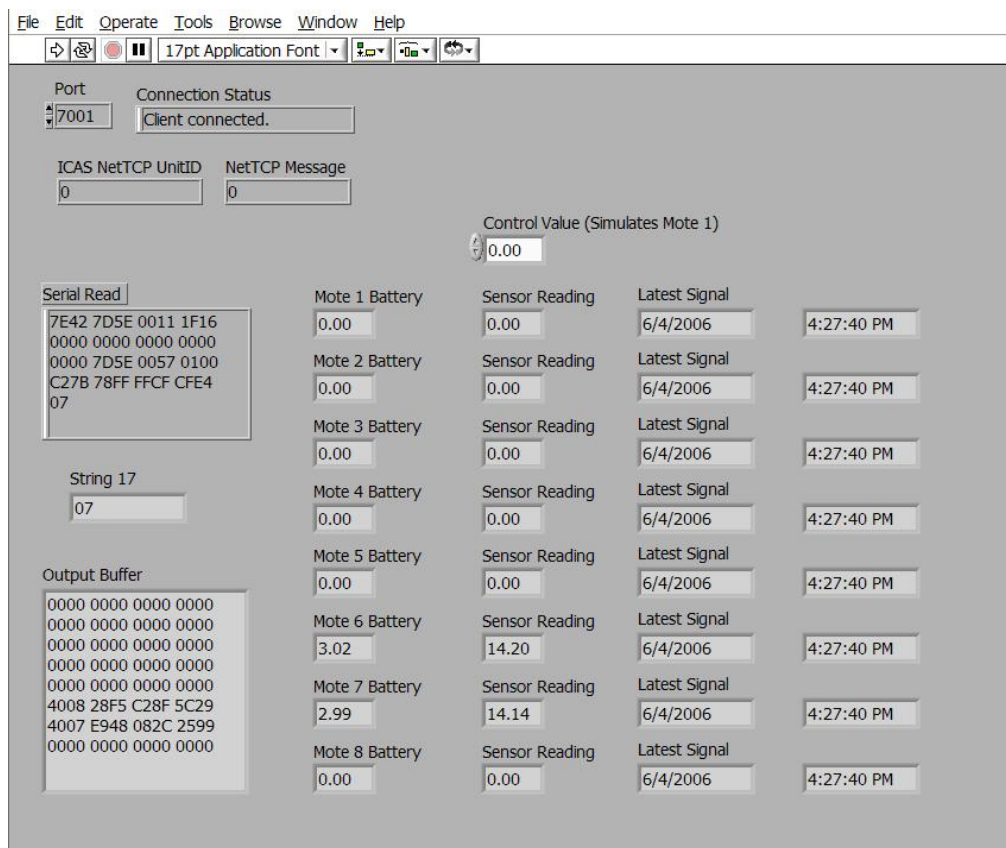 File Edit Operate Tools Browse Window Help
17pt Application Font
Port
Connection Status
7001
Client connected.
ICAS NetTCP UnitID NetTCP Message
0 0
Control Value (Simulates Mote 1)
0.00
Serial Read
7E42 7D5E 0011 1F16
0000 0000 0000 0000
0000 7D5E 0057 0100
C27B 78FF FFCF CFE4
07
String 17
07
Output Buffer
0000 0000 0000 0000
0000 0000 0000 0000
0000 0000 0000 0000
0000 0000 0000 0000
0000 0000 0000 0000
4008 28F5 C28F 5C29
4007 E948 082C 2599
0000 0000 0000 0000
Mote 1 Battery Sensor Reading Latest Signal
0.00 0.00 6/4/2006 4:27:40 PM
Mote 2 Battery Sensor Reading Latest Signal
0.00 0.00 6/4/2006 4:27:40 PM
Mote 3 Battery Sensor Reading Latest Signal
0.00 0.00 6/4/2006 4:27:40 PM
Mote 4 Battery Sensor Reading Latest Signal
0.00 0.00 6/4/2006 4:27:40 PM
Mote 5 Battery Sensor Reading Latest Signal
0.00 0.00 6/4/2006 4:27:40 PM
Mote 6 Battery Sensor Reading Latest Signal
3.02 14.20 6/4/2006 4:27:40 PM
Mote 7 Battery Sensor Reading Latest Signal
2.99 14.14 6/4/2006 4:27:40 PM
Mote 8 Battery Sensor Reading Latest Signal
0.00 0.00 6/4/2006 4:27:40 PM